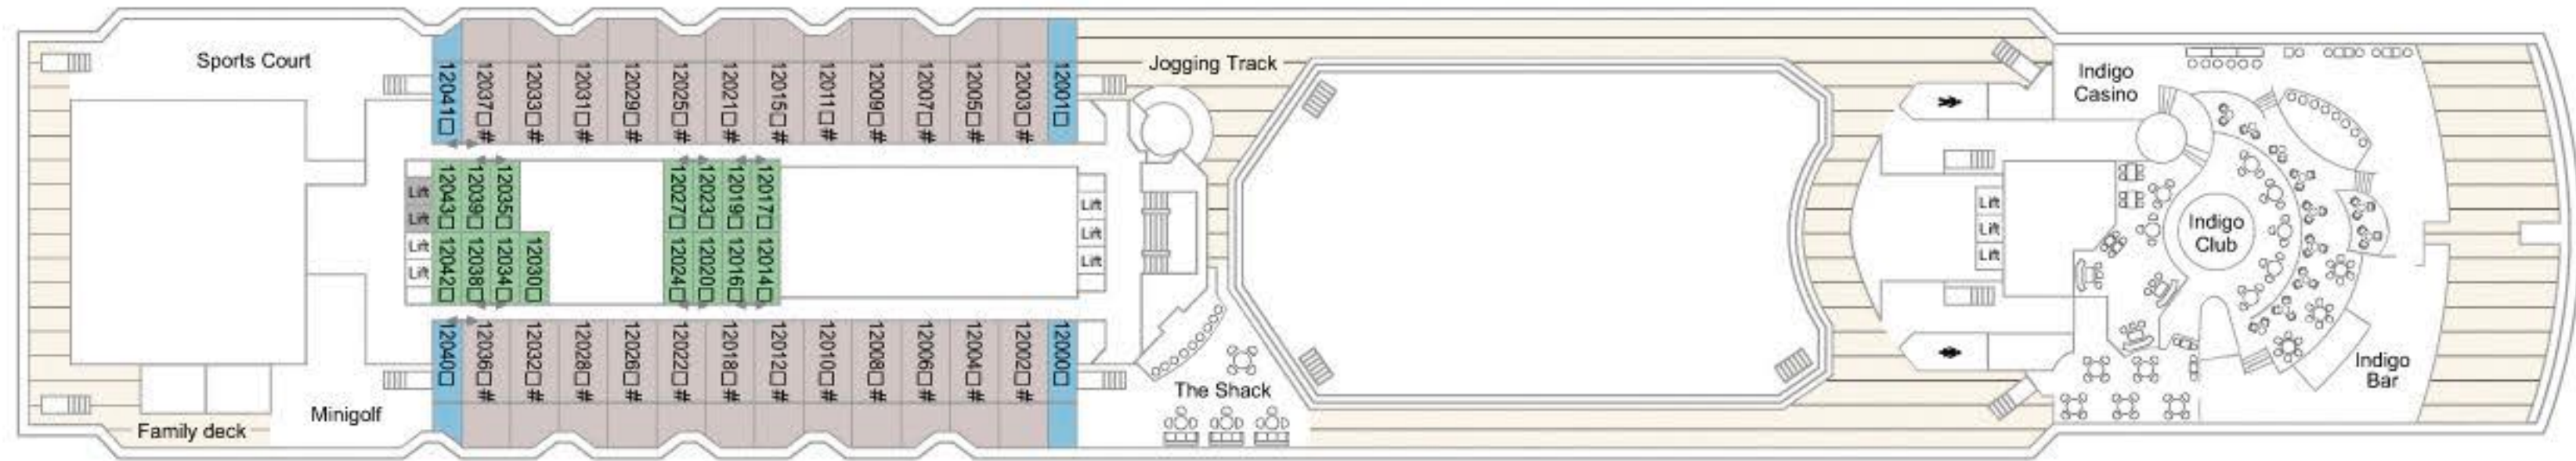 Sports Court
Jogging Track
Indigo
Casino
12041□
12037□#
12033□#
12031□#
12029□#
12025□#
12021□#
12015□#
12011□#
12009□#
12007□#
12005□#
12003□#
12001□
Lift
Lift
Lift
Lift
12043□
12039□
12035□
12027□
12023□
12019□
12017□
12042□
12038□
12034□
12030□
12024□
12020□
12016□
12014□
Lift
Lift
Lift
Lift
Lift
Lift
Indigo
Club
12040□
12036□#
12032□#
12028□#
12026□#
12022□#
12018□#
12012□#
12010□#
12008□#
12006□#
12004□#
12002□#
12000□
The Shack
Indigo
Bar
Minigolf
Family deck